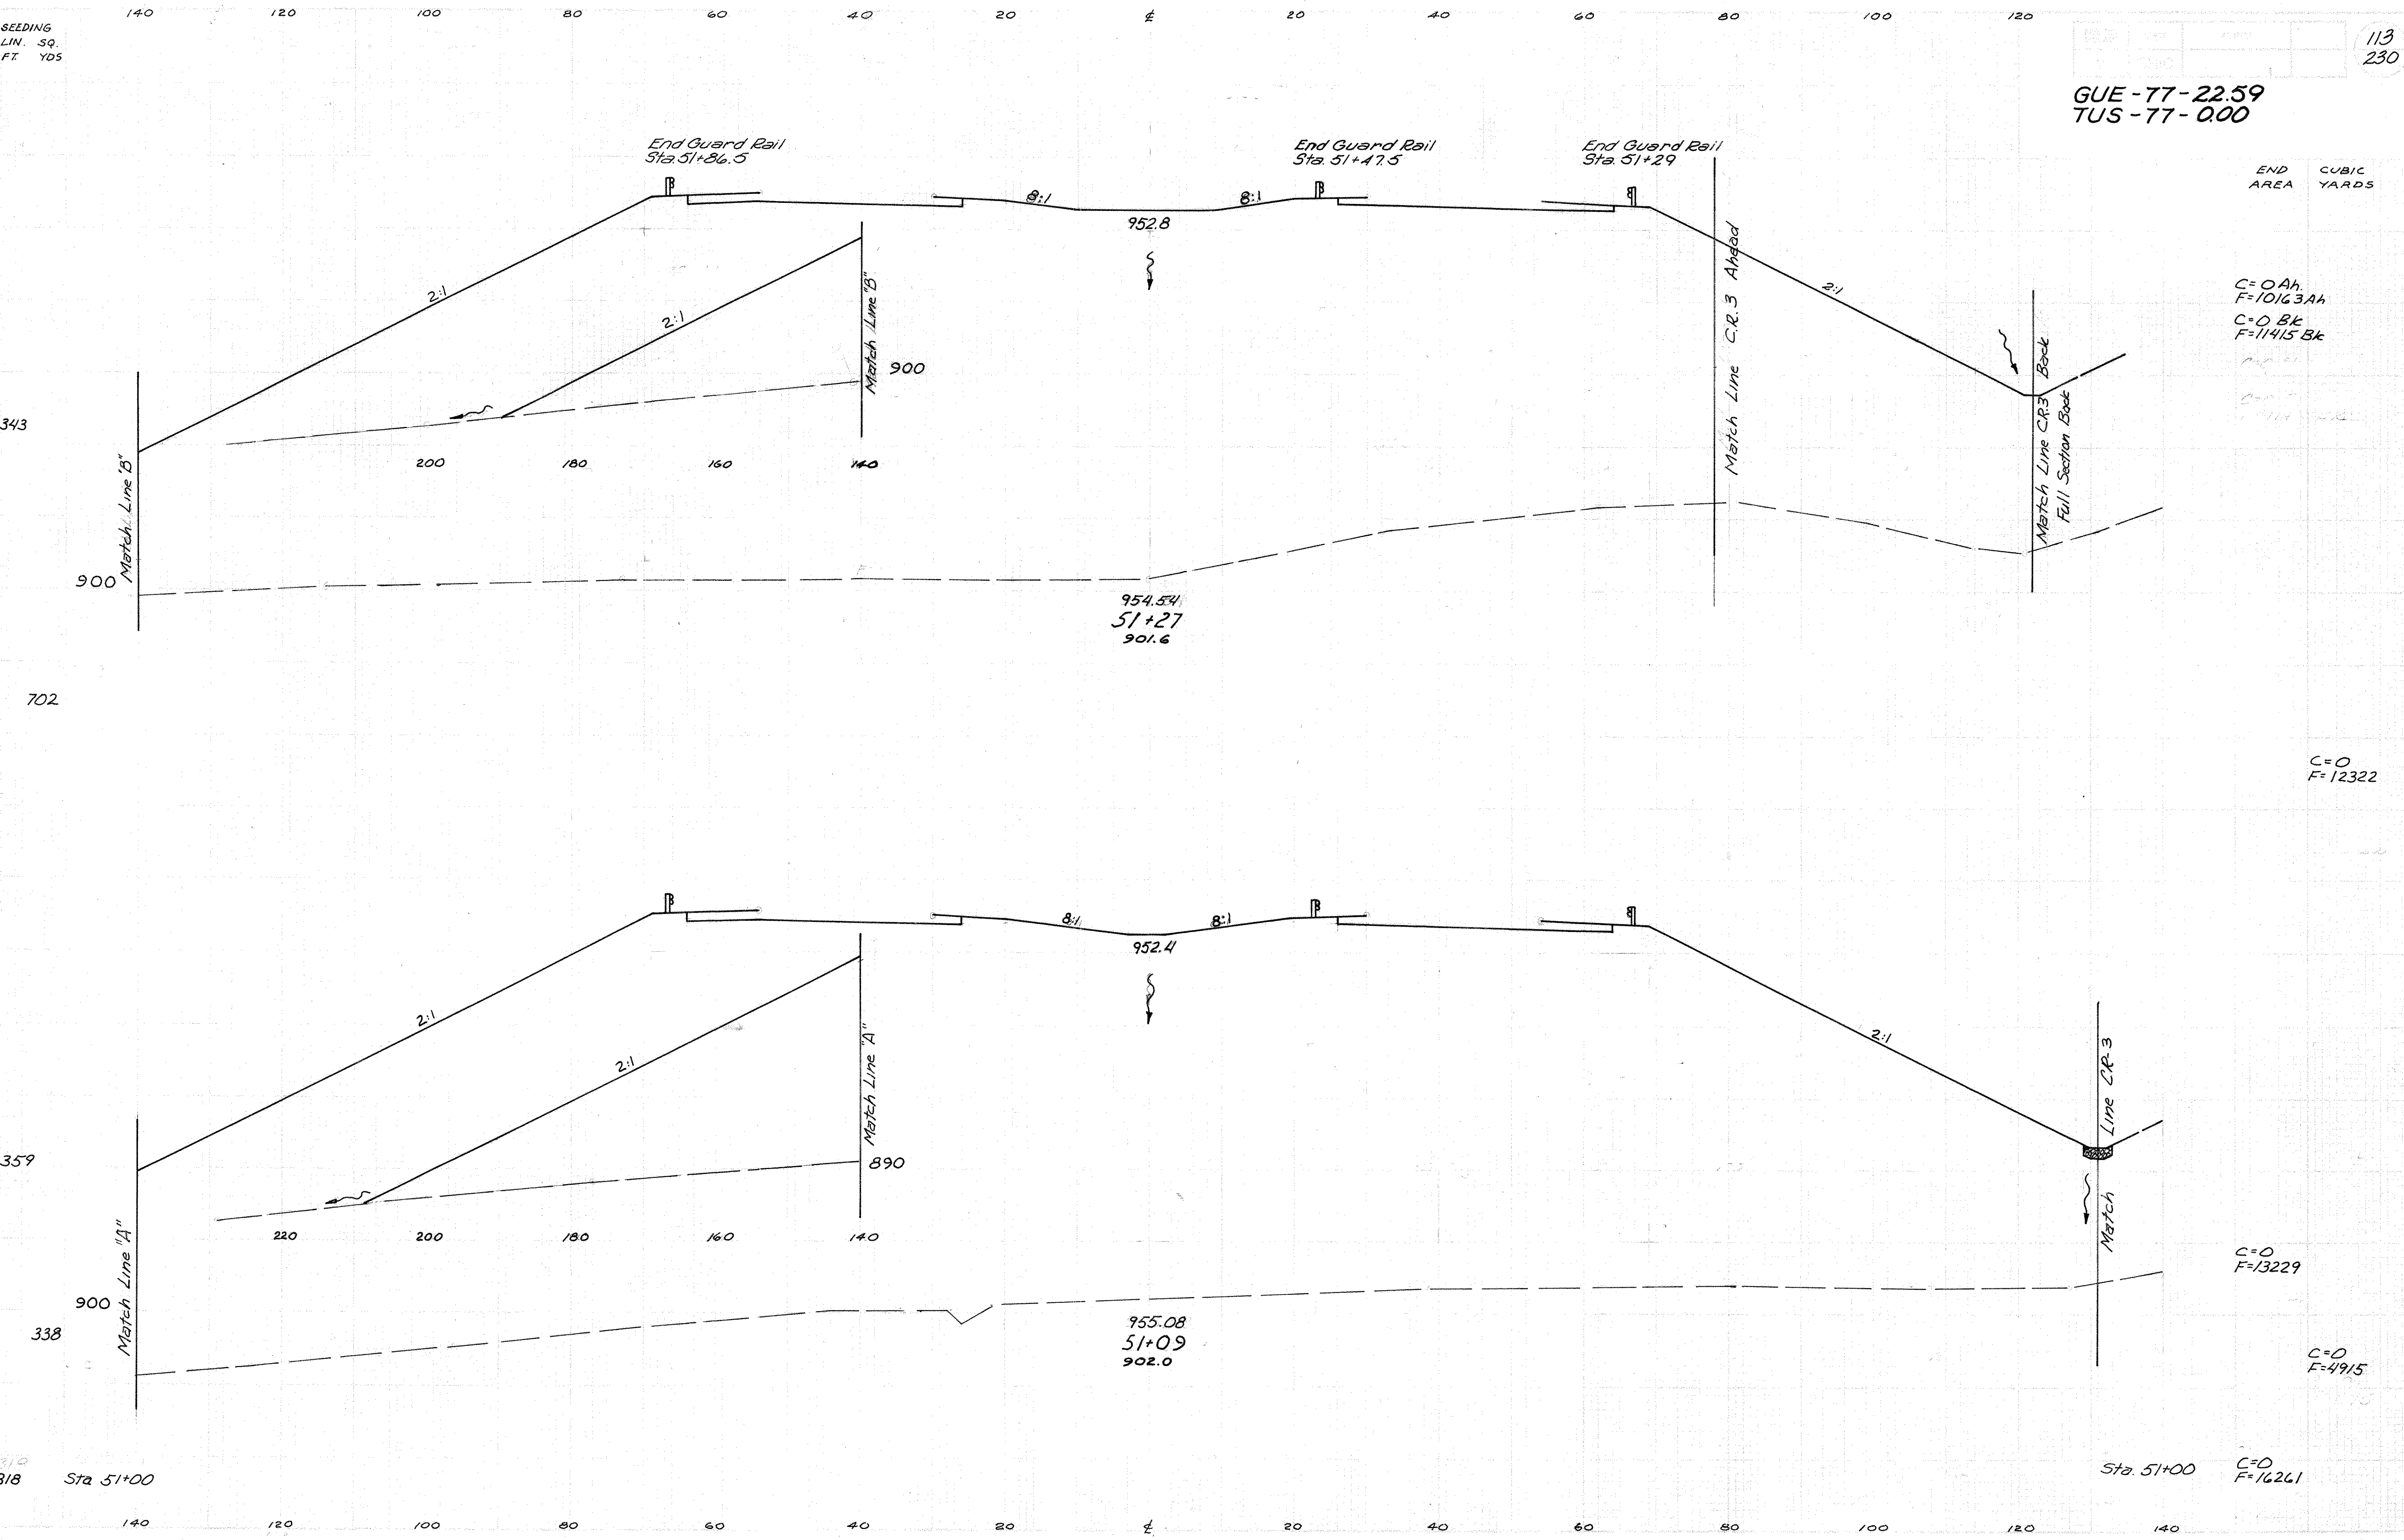 140 120 100 80 60 40 20 ℄ 20 40 60 80 100 120
SEEDING
LIN. SQ.
FT. YDS
113
230
GUE-77-22.59
TUS-77-0.00
END CUBIC
AREA YARDS
End Guard Rail
Sta. 51+86.5
End Guard Rail
Sta. 51+47.5
End Guard Rail
Sta. 51+29
8:1
8:1
952.8
2:1
2:1
2:1
Match Line "B"
900
Match Line C.R.3 Ahead
Match Line C.R.3 Back
Full Section Back
C=0 Ah.
F=10163 Ah
C=0 Bk
F=11415 Bk
343
200 180 160 140
Match Line "B"
900
954.54
51+27
901.6
702
C=0
F=12322
8:1
8:1
952.4
2:1
2:1
2:1
Match Line "A"
890
Match Line CR-3
359
220 200 180 160 140
Match Line "A"
900
338
C=0
F=13229
955.08
51+09
902.0
C=0
F=4915
318 Sta 51+00
Sta. 51+00
C=0
F=16261
140 120 100 80 60 40 20 ℄ 20 40 60 80 100 120 140